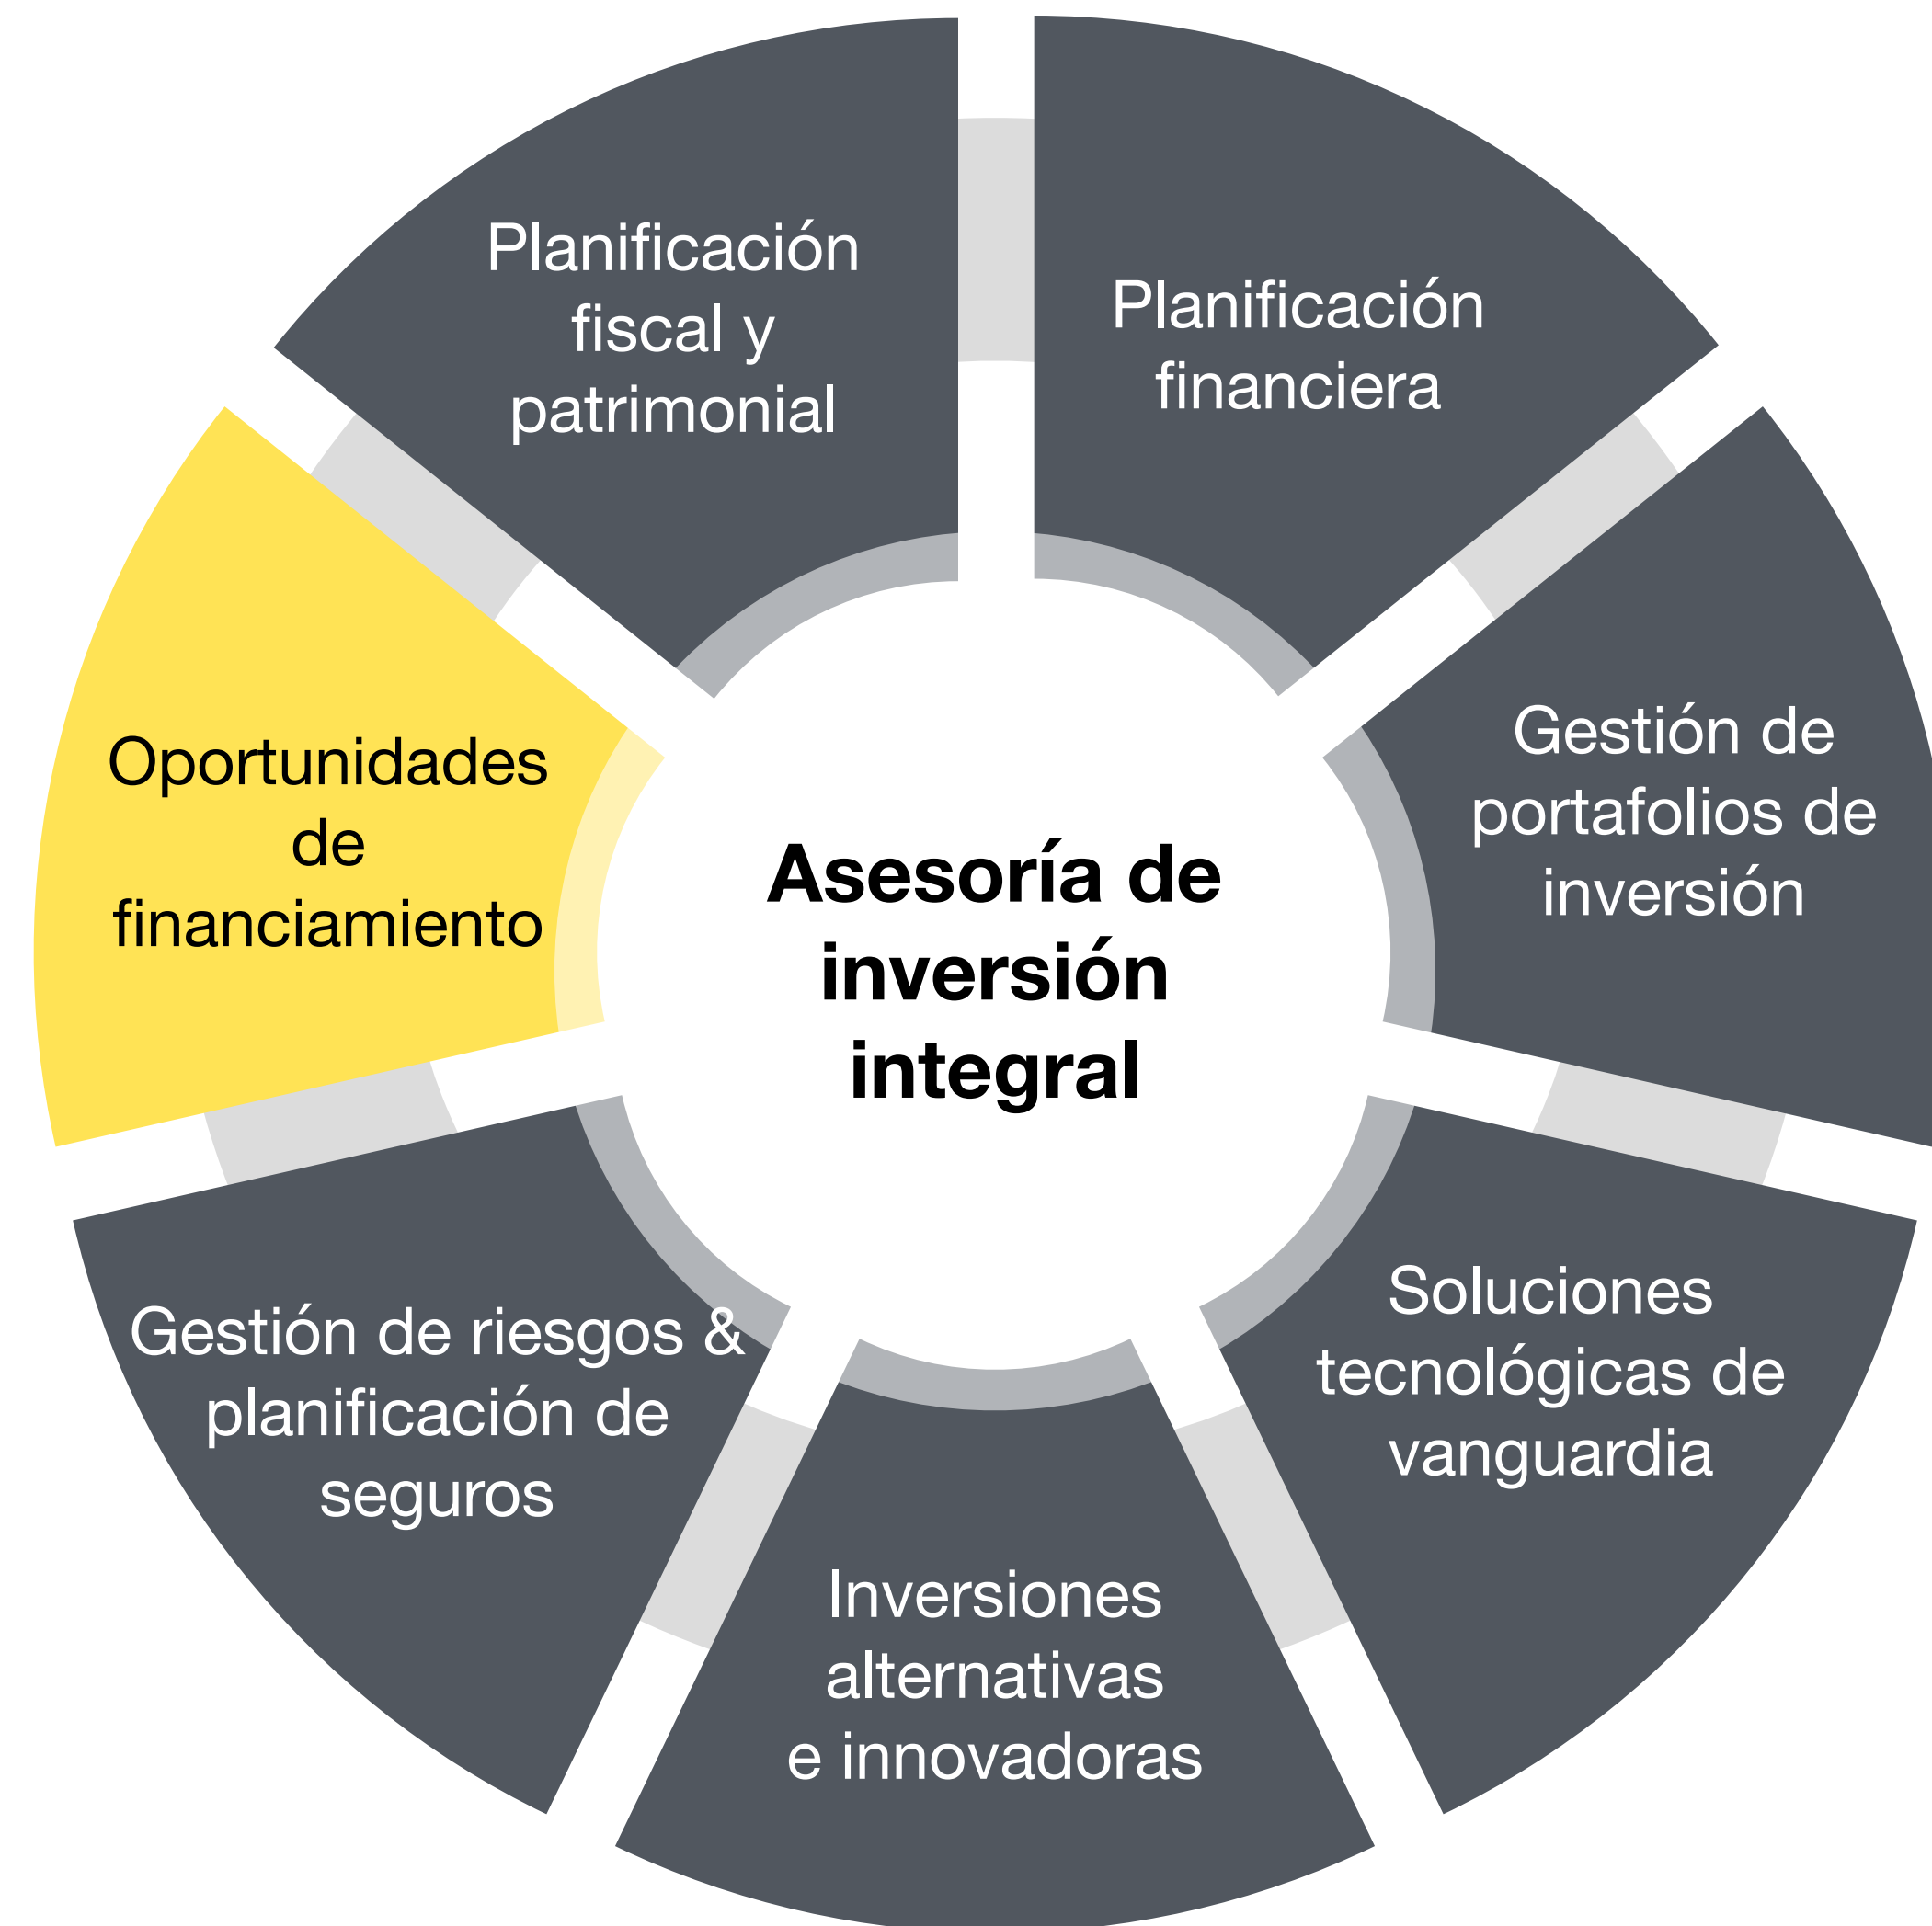 Planificación
fiscal y
patrimonial
Planificación
financiera
Gestión de
portafolios de
inversión
Oportunidades
de
financiamiento
Asesoría de
inversión
integral
Soluciones
tecnológicas de
vanguardia
Gestión de riesgos &
planificación de
seguros
Inversiones
alternativas
e innovadoras